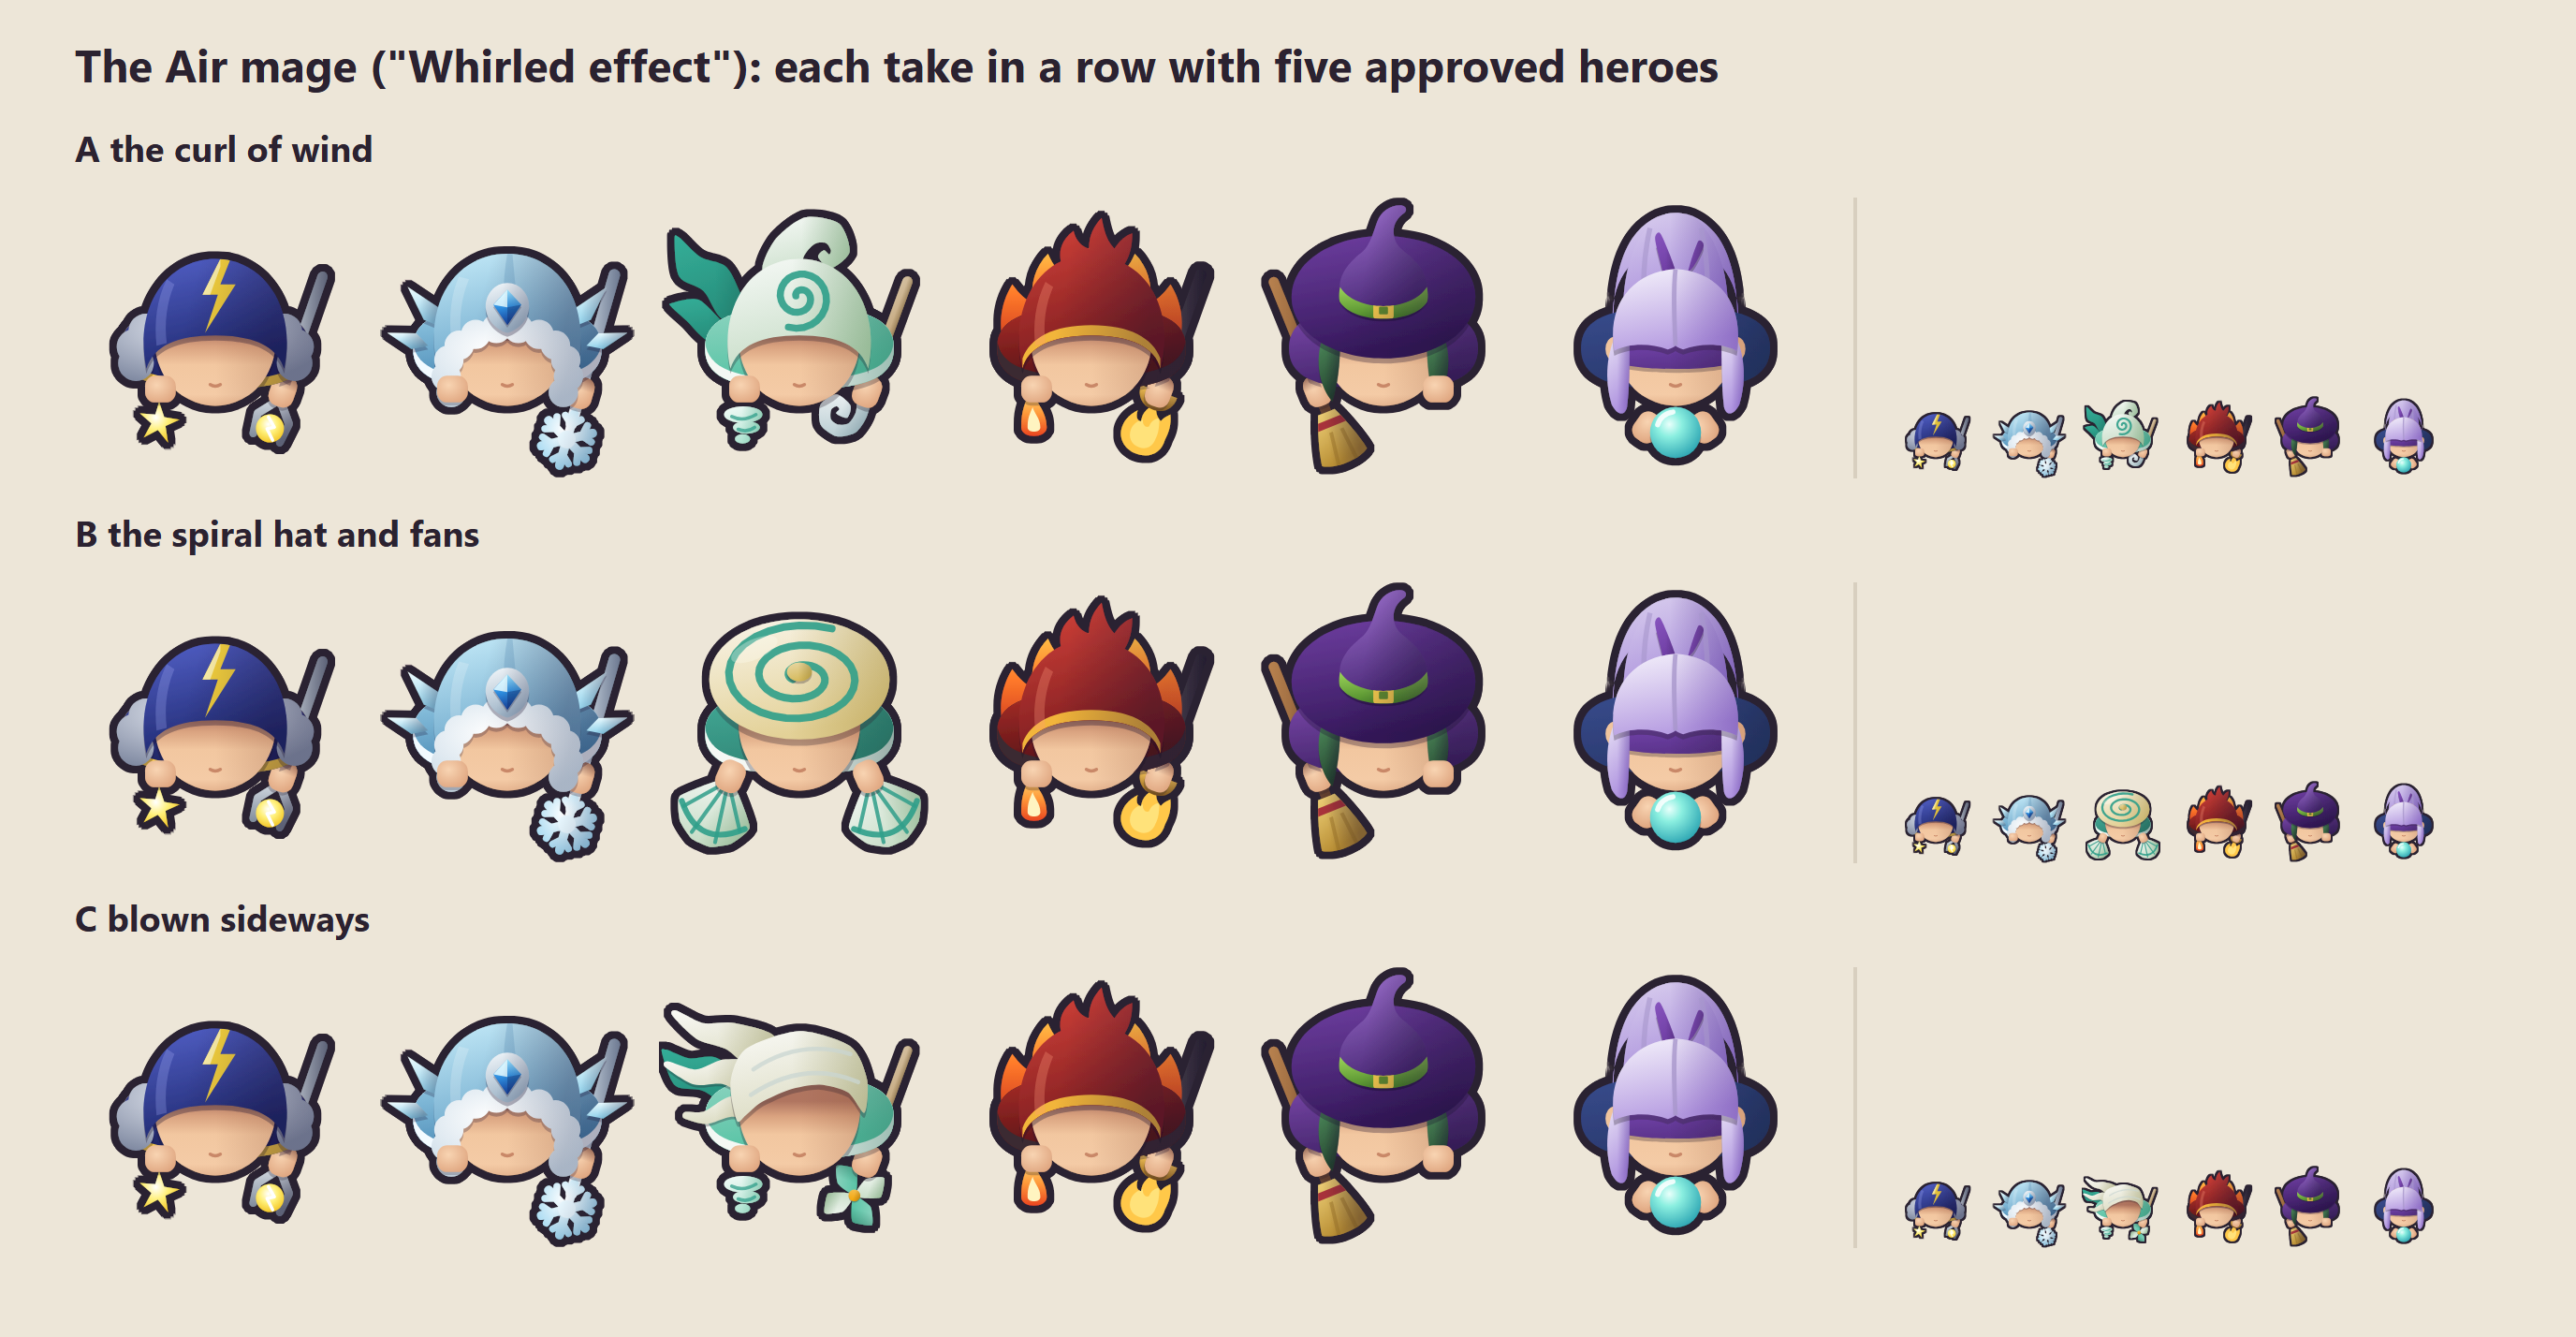 The Air mage ("Whirled effect"): each take in a row with five approved heroes
A the curl of wind
B the spiral hat and fans
C blown sideways